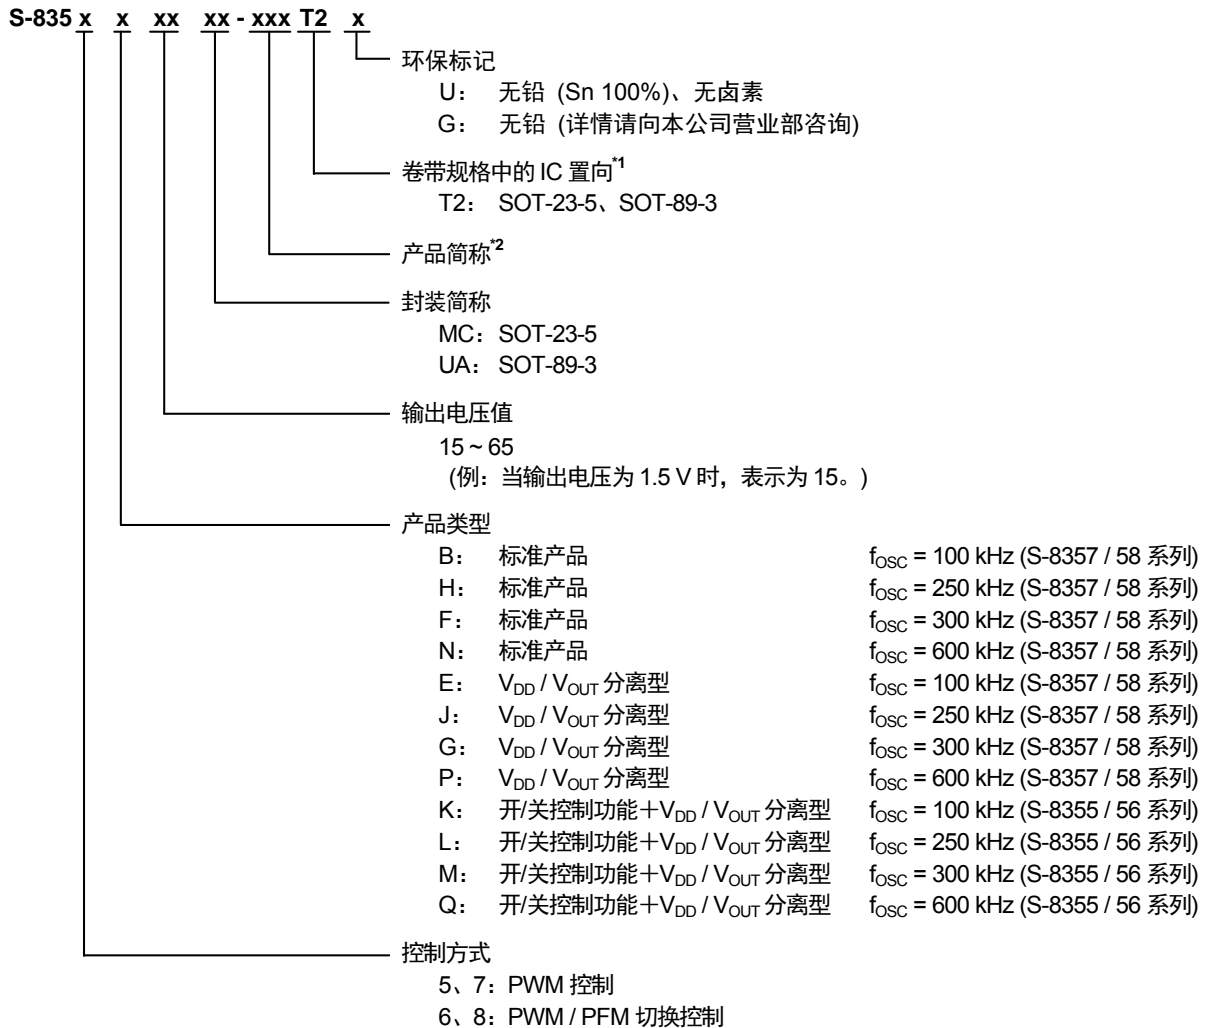 S-835 x x xx xx - xxx T2 x
环保标记
U： 无铅 (Sn 100%)、无卤素
G： 无铅 (详情请向本公司营业部咨询)
卷带规格中的 IC 置向*1
T2： SOT-23-5、SOT-89-3
产品简称*2
封装简称
MC：SOT-23-5
UA： SOT-89-3
输出电压值
15 ~ 65
(例：当输出电压为 1.5 V 时，表示为 15。)
产品类型
B： 标准产品 fOSC = 100 kHz (S-8357 / 58 系列)
H： 标准产品 fOSC = 250 kHz (S-8357 / 58 系列)
F： 标准产品 fOSC = 300 kHz (S-8357 / 58 系列)
N： 标准产品 fOSC = 600 kHz (S-8357 / 58 系列)
E： VDD / VOUT 分离型 fOSC = 100 kHz (S-8357 / 58 系列)
J： VDD / VOUT 分离型 fOSC = 250 kHz (S-8357 / 58 系列)
G： VDD / VOUT 分离型 fOSC = 300 kHz (S-8357 / 58 系列)
P： VDD / VOUT 分离型 fOSC = 600 kHz (S-8357 / 58 系列)
K： 开/关控制功能＋VDD / VOUT 分离型 fOSC = 100 kHz (S-8355 / 56 系列)
L： 开/关控制功能＋VDD / VOUT 分离型 fOSC = 250 kHz (S-8355 / 56 系列)
M： 开/关控制功能＋VDD / VOUT 分离型 fOSC = 300 kHz (S-8355 / 56 系列)
Q： 开/关控制功能＋VDD / VOUT 分离型 fOSC = 600 kHz (S-8355 / 56 系列)
控制方式
5、7：PWM 控制
6、8：PWM / PFM 切换控制